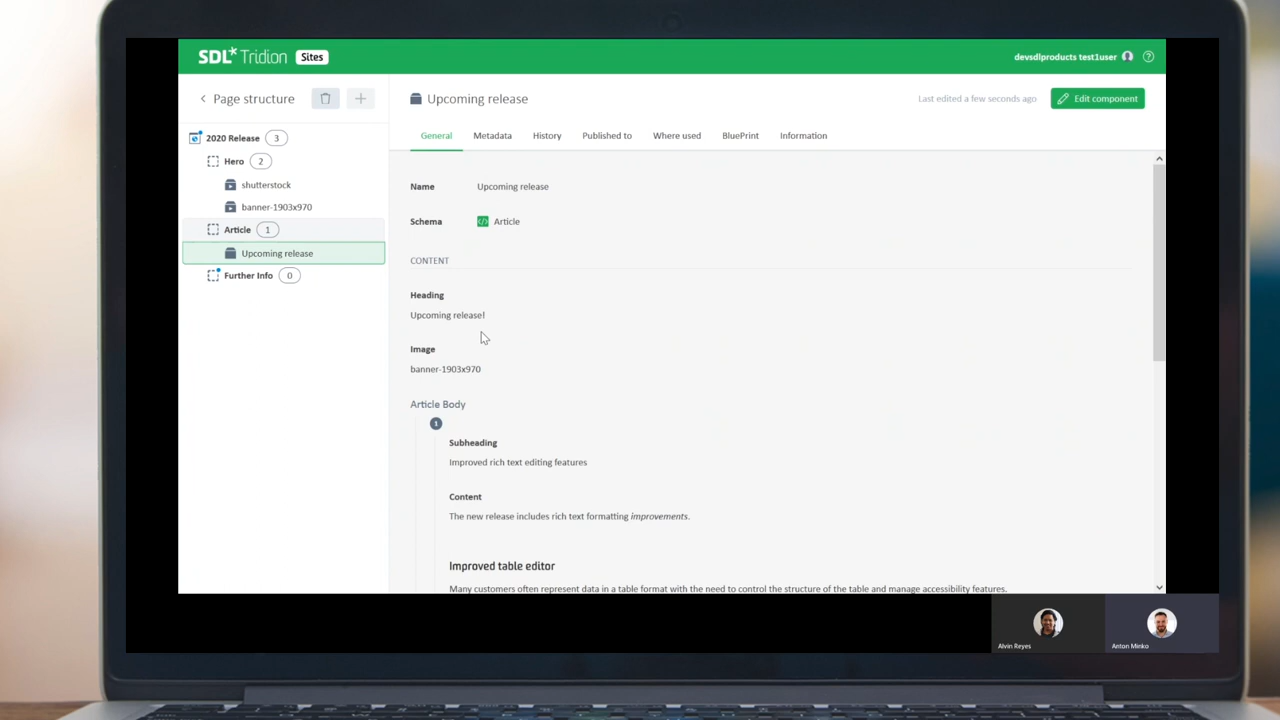 SDL* Tridion Sites
devsdlproducts test1user
Page structure
Upcoming release
Last edited a few seconds ago
Edit component
General Metadata History Published to Where used BluePrint Information
2020 Release 3
Hero 2
shutterstock
banner-1903x970
Article 1
Upcoming release
Further Info 0
Name Upcoming release
Schema Article
CONTENT
Heading
Upcoming release!
Image
banner-1903x970
Article Body
1
Subheading
Improved rich text editing features
Content
The new release includes rich text formatting improvements.
Improved table editor
Many customers often represent data in a table format with the need to control the structure of the table and manage accessibility features.
Alvin Reyes
Anton Minko